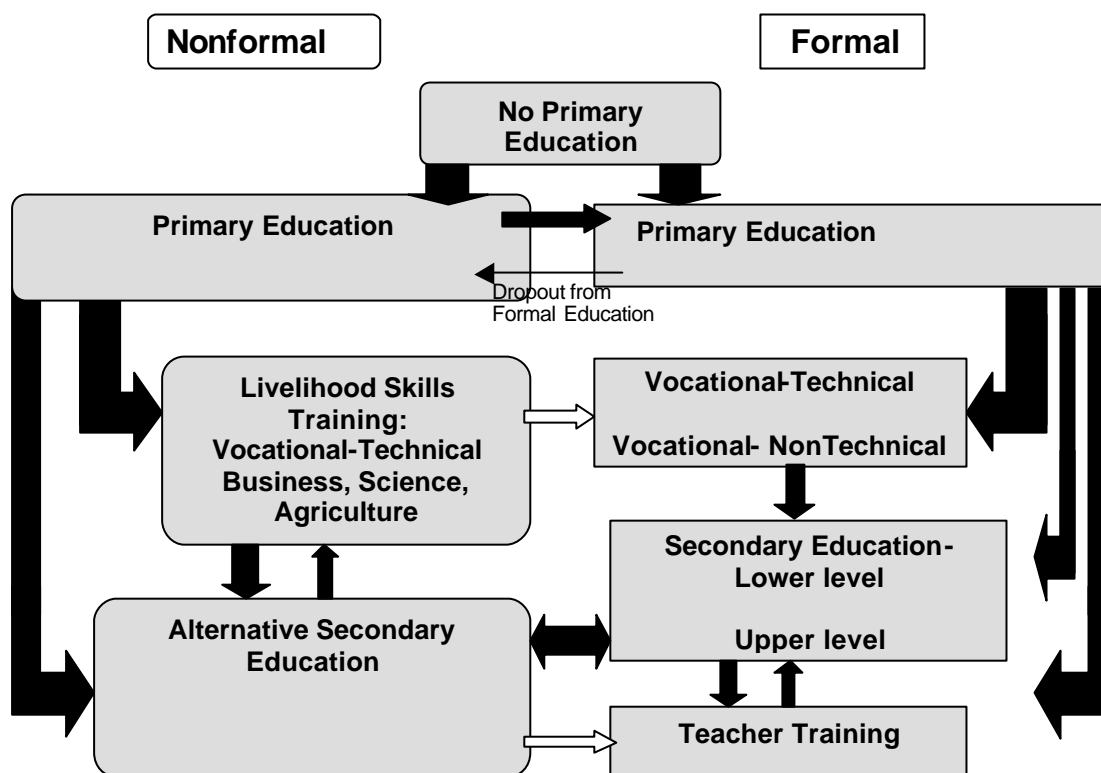 Nonformal
Formal
No Primary
Education
Primary Education
Primary Education
Dropout from
Formal Education
Livelihood Skills
Training:
Vocational-Technical
Business, Science,
Agriculture
Vocational-Technical
Vocational- NonTechnical
Secondary Education-
Lower level
Upper level
Alternative Secondary
Education
Teacher Training